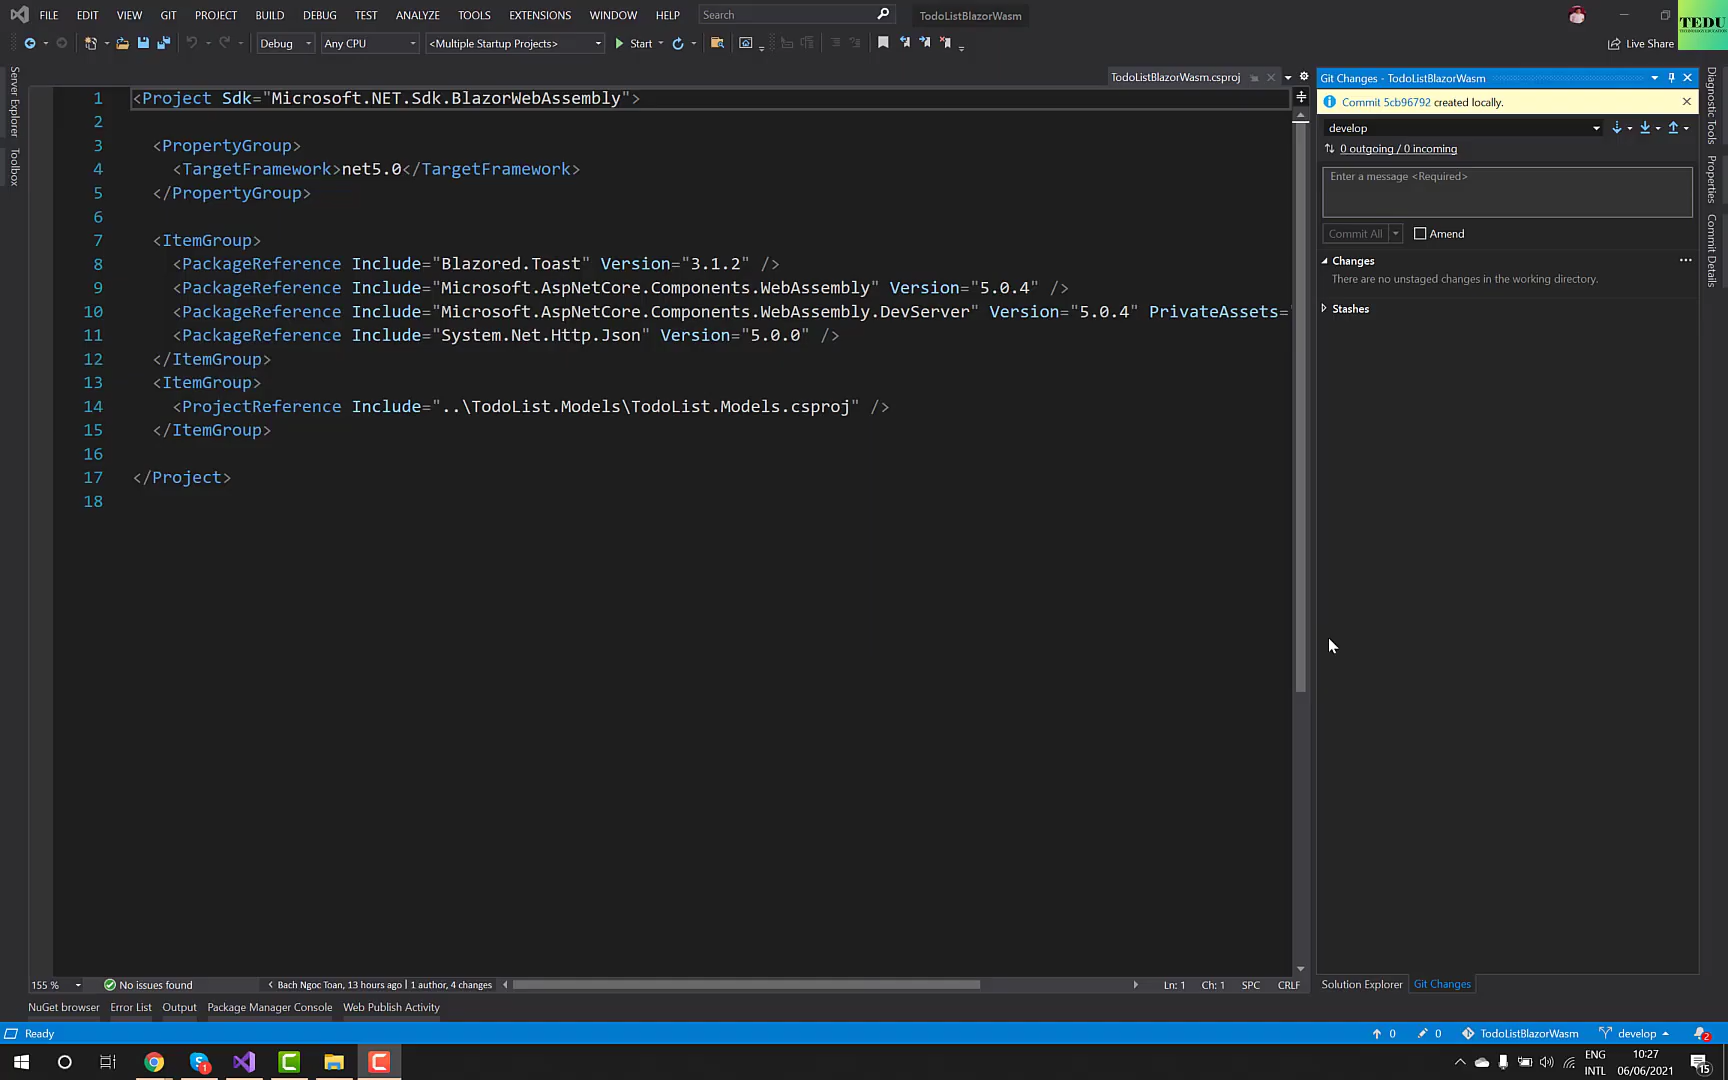 FILE EDIT VIEW GIT PROJECT BUILD DEBUG TEST ANALYZE TOOLS EXTENSIONS WINDOW HELP Search TodoListBlazorWasm
TEDU
Debug Any CPU <Multiple Startup Projects> Start Live Share
TodoListBlazorWasm.csproj
Server Explorer
Toolbox
1 <Project Sdk="Microsoft.NET.Sdk.BlazorWebAssembly">
2
3 <PropertyGroup>
4 <TargetFramework>net5.0</TargetFramework>
5 </PropertyGroup>
6
7 <ItemGroup>
8 <PackageReference Include="Blazored.Toast" Version="3.1.2" />
9 <PackageReference Include="Microsoft.AspNetCore.Components.WebAssembly" Version="5.0.4" />
10 <PackageReference Include="Microsoft.AspNetCore.Components.WebAssembly.DevServer" Version="5.0.4" PrivateAssets=
11 <PackageReference Include="System.Net.Http.Json" Version="5.0.0" />
12 </ItemGroup>
13 <ItemGroup>
14 <ProjectReference Include="..\TodoList.Models\TodoList.Models.csproj" />
15 </ItemGroup>
16
17 </Project>
18
Git Changes - TodoListBlazorWasm
Commit 5cb96792 created locally.
develop
0 outgoing / 0 incoming
Enter a message <Required>
Commit All Amend
Changes
There are no unstaged changes in the working directory.
Stashes
Diagnostic Tools
Properties
Commit Details
155 % No issues found Bach Ngoc Toan, 13 hours ago | 1 author, 4 changes Ln: 1 Ch: 1 SPC CRLF
Solution Explorer Git Changes
NuGet browser Error List Output Package Manager Console Web Publish Activity
Ready 0 0 TodoListBlazorWasm develop 2
1
ENG
INTL
10:27
06/06/2021
15